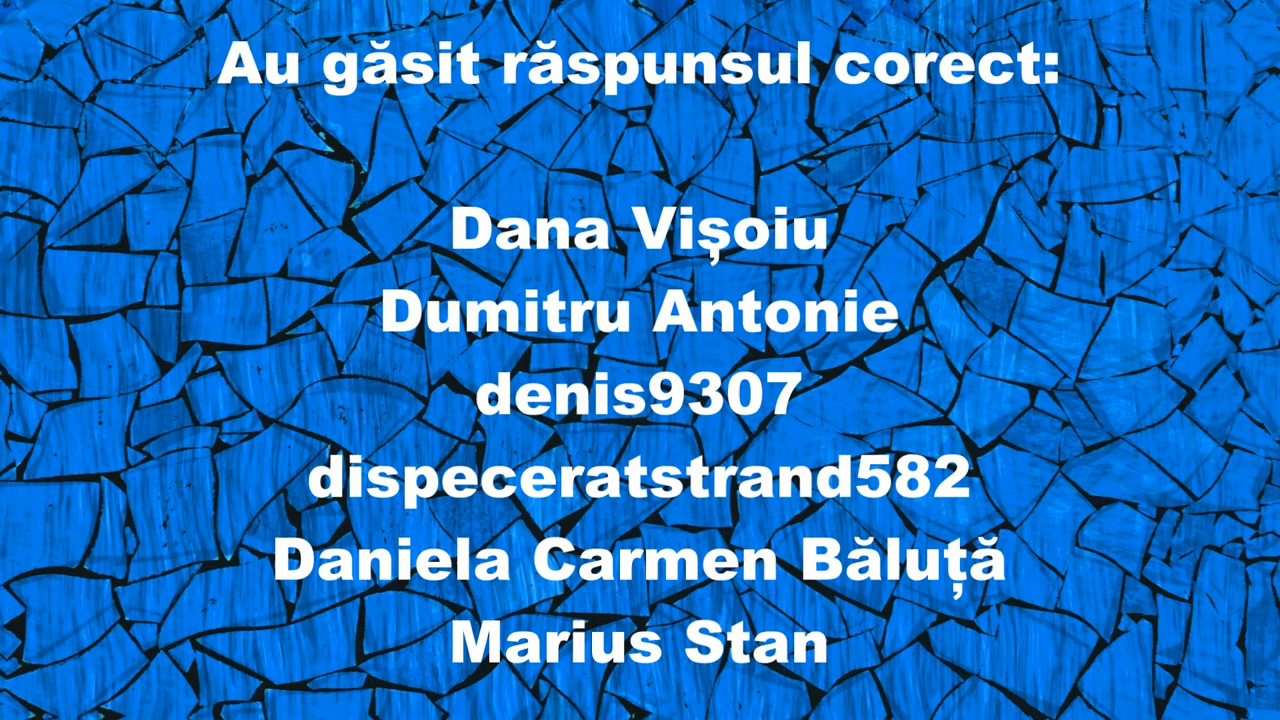 Au găsit răspunsul corect:
Dana Vișoiu
Dumitru Antonie
denis9307
dispeceratstrand582
Daniela Carmen Băluță
Marius Stan